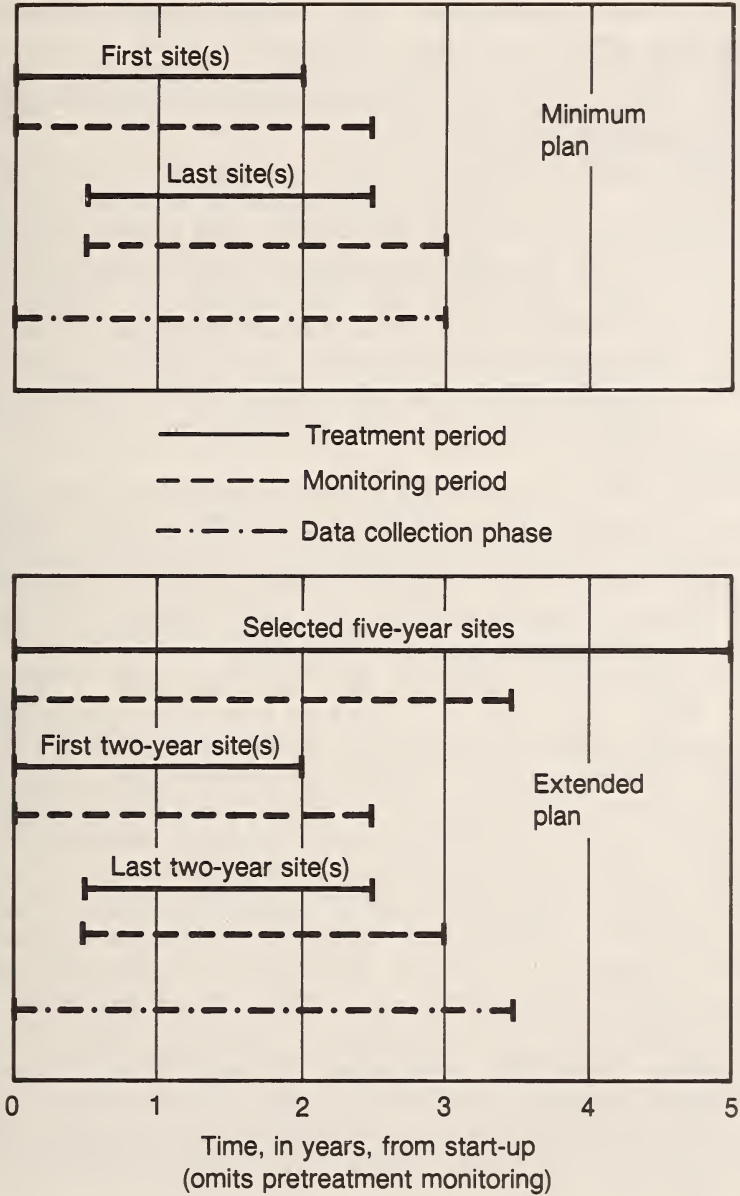 First site(s)
Minimum
plan
Last site(s)
Treatment period
Monitoring period
Data collection phase
Selected five-year sites
First two-year site(s)
Extended
plan
Last two-year site(s)
0 1 2 3 4 5
Time, in years, from start-up
(omits pretreatment monitoring)